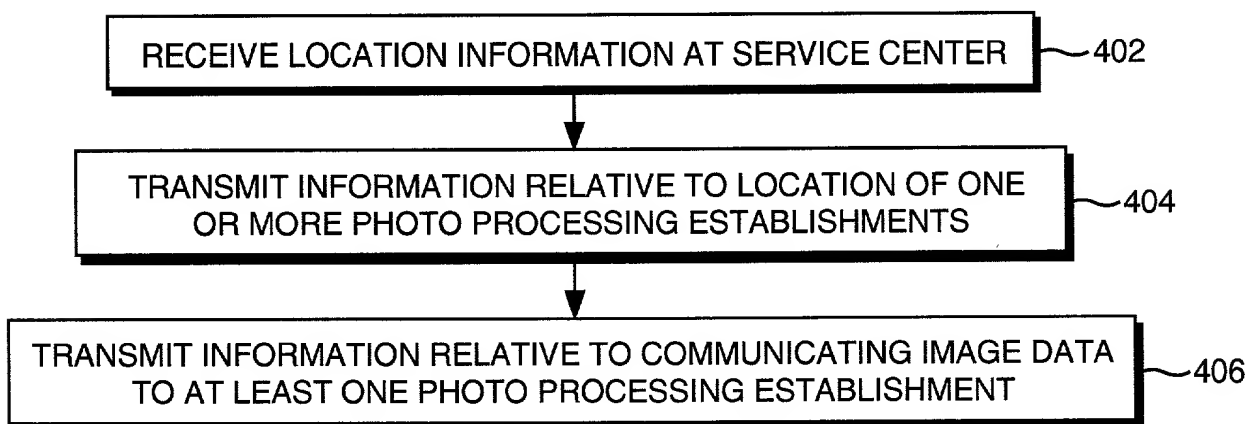 RECEIVE LOCATION INFORMATION AT SERVICE CENTER
402
TRANSMIT INFORMATION RELATIVE TO LOCATION OF ONE
OR MORE PHOTO PROCESSING ESTABLISHMENTS
404
TRANSMIT INFORMATION RELATIVE TO COMMUNICATING IMAGE DATA
TO AT LEAST ONE PHOTO PROCESSING ESTABLISHMENT
406